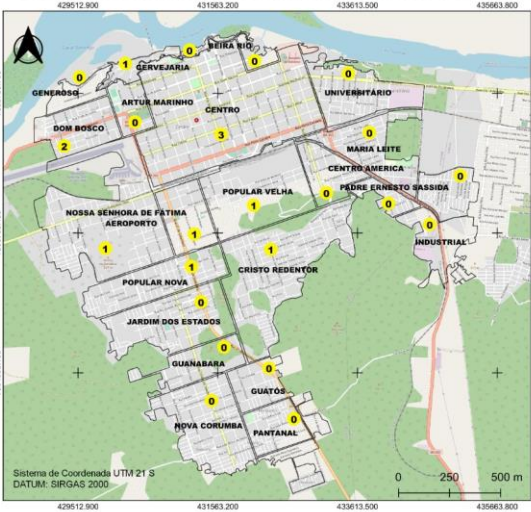 429512.900 431563.200 433613.500 435663.800
BEIRA RIO
0
0
1
CERVEJARIA
0
0
GENEROSO
UNIVERSITÁRIO
ARTUR MARINHO
CENTRO
DOM BOSCO
0
3
0
2
MARIA LEITE
CENTRO AMERICA
0
POPULAR VELHA
PADRE ERNESTO SASSIDA
0
1
0
NOSSA SENHORA DE FÁTIMA
AEROPORTO
0
1
INDUSTRIAL
1
1
1
CRISTO REDENTOR
POPULAR NOVA
0
JARDIM DOS ESTADOS
0
GUANABARA
0
GUATÓS
0
NOVA CORUMBA
0
PANTANAL
Sistema de Coordenada UTM 21 S
DATUM: SIRGAS 2000
0 250 500 m
429512.900 431563.200 433613.500 435663.800